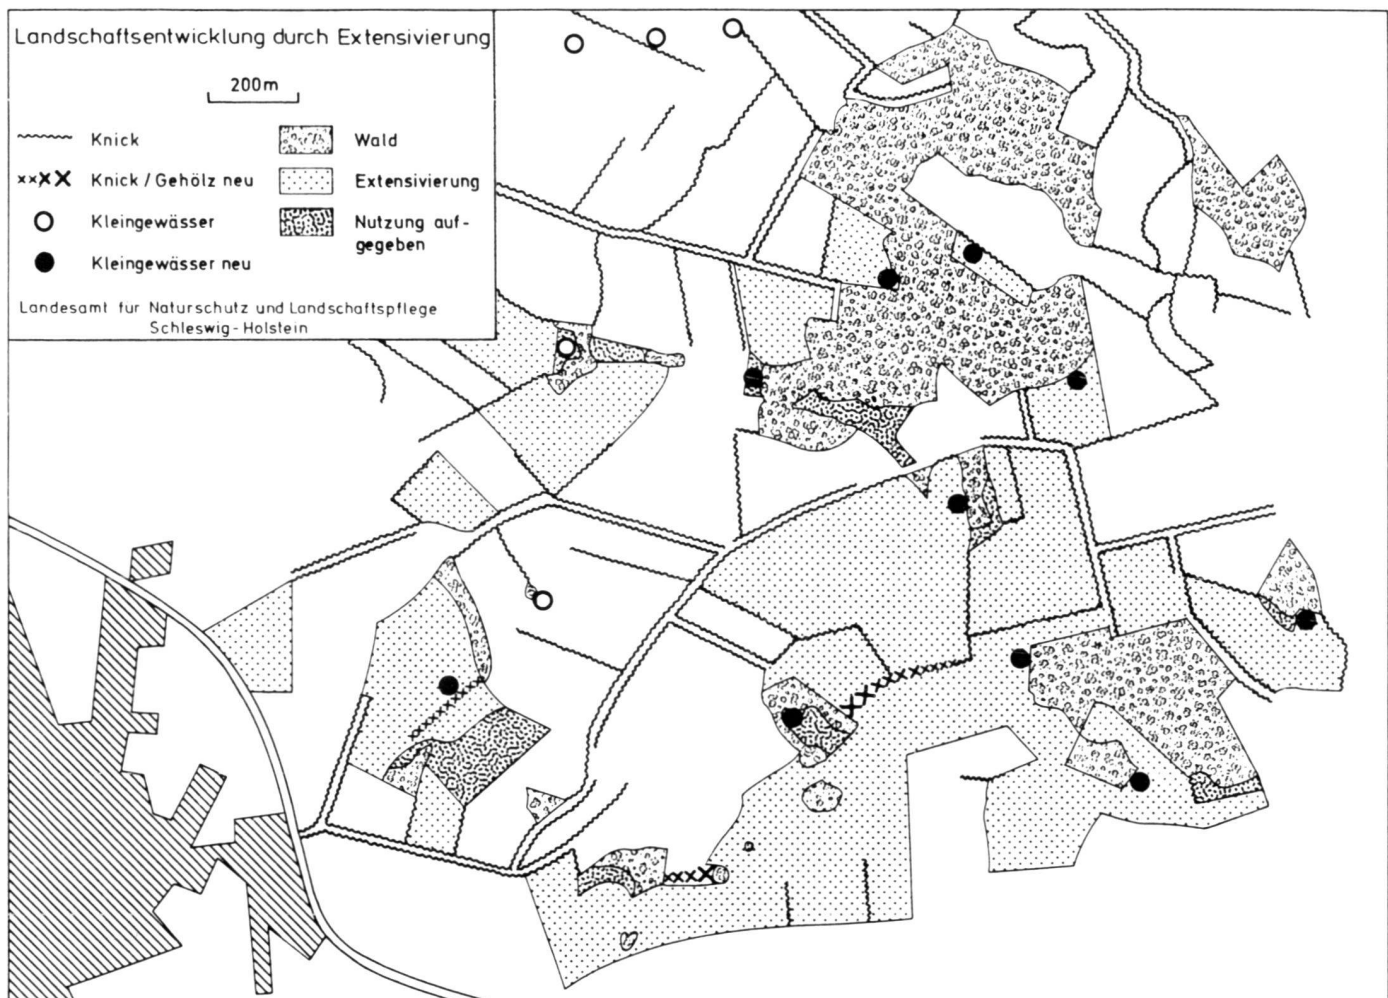 Landschaftsentwicklung durch Extensivierung
200m
Knick
Knick / Gehölz neu
Kleingewässer
Kleingewässer neu
Wald
Extensivierung
Nutzung auf-
gegeben
Landesamt für Naturschutz und Landschaftspflege
Schleswig-Holstein